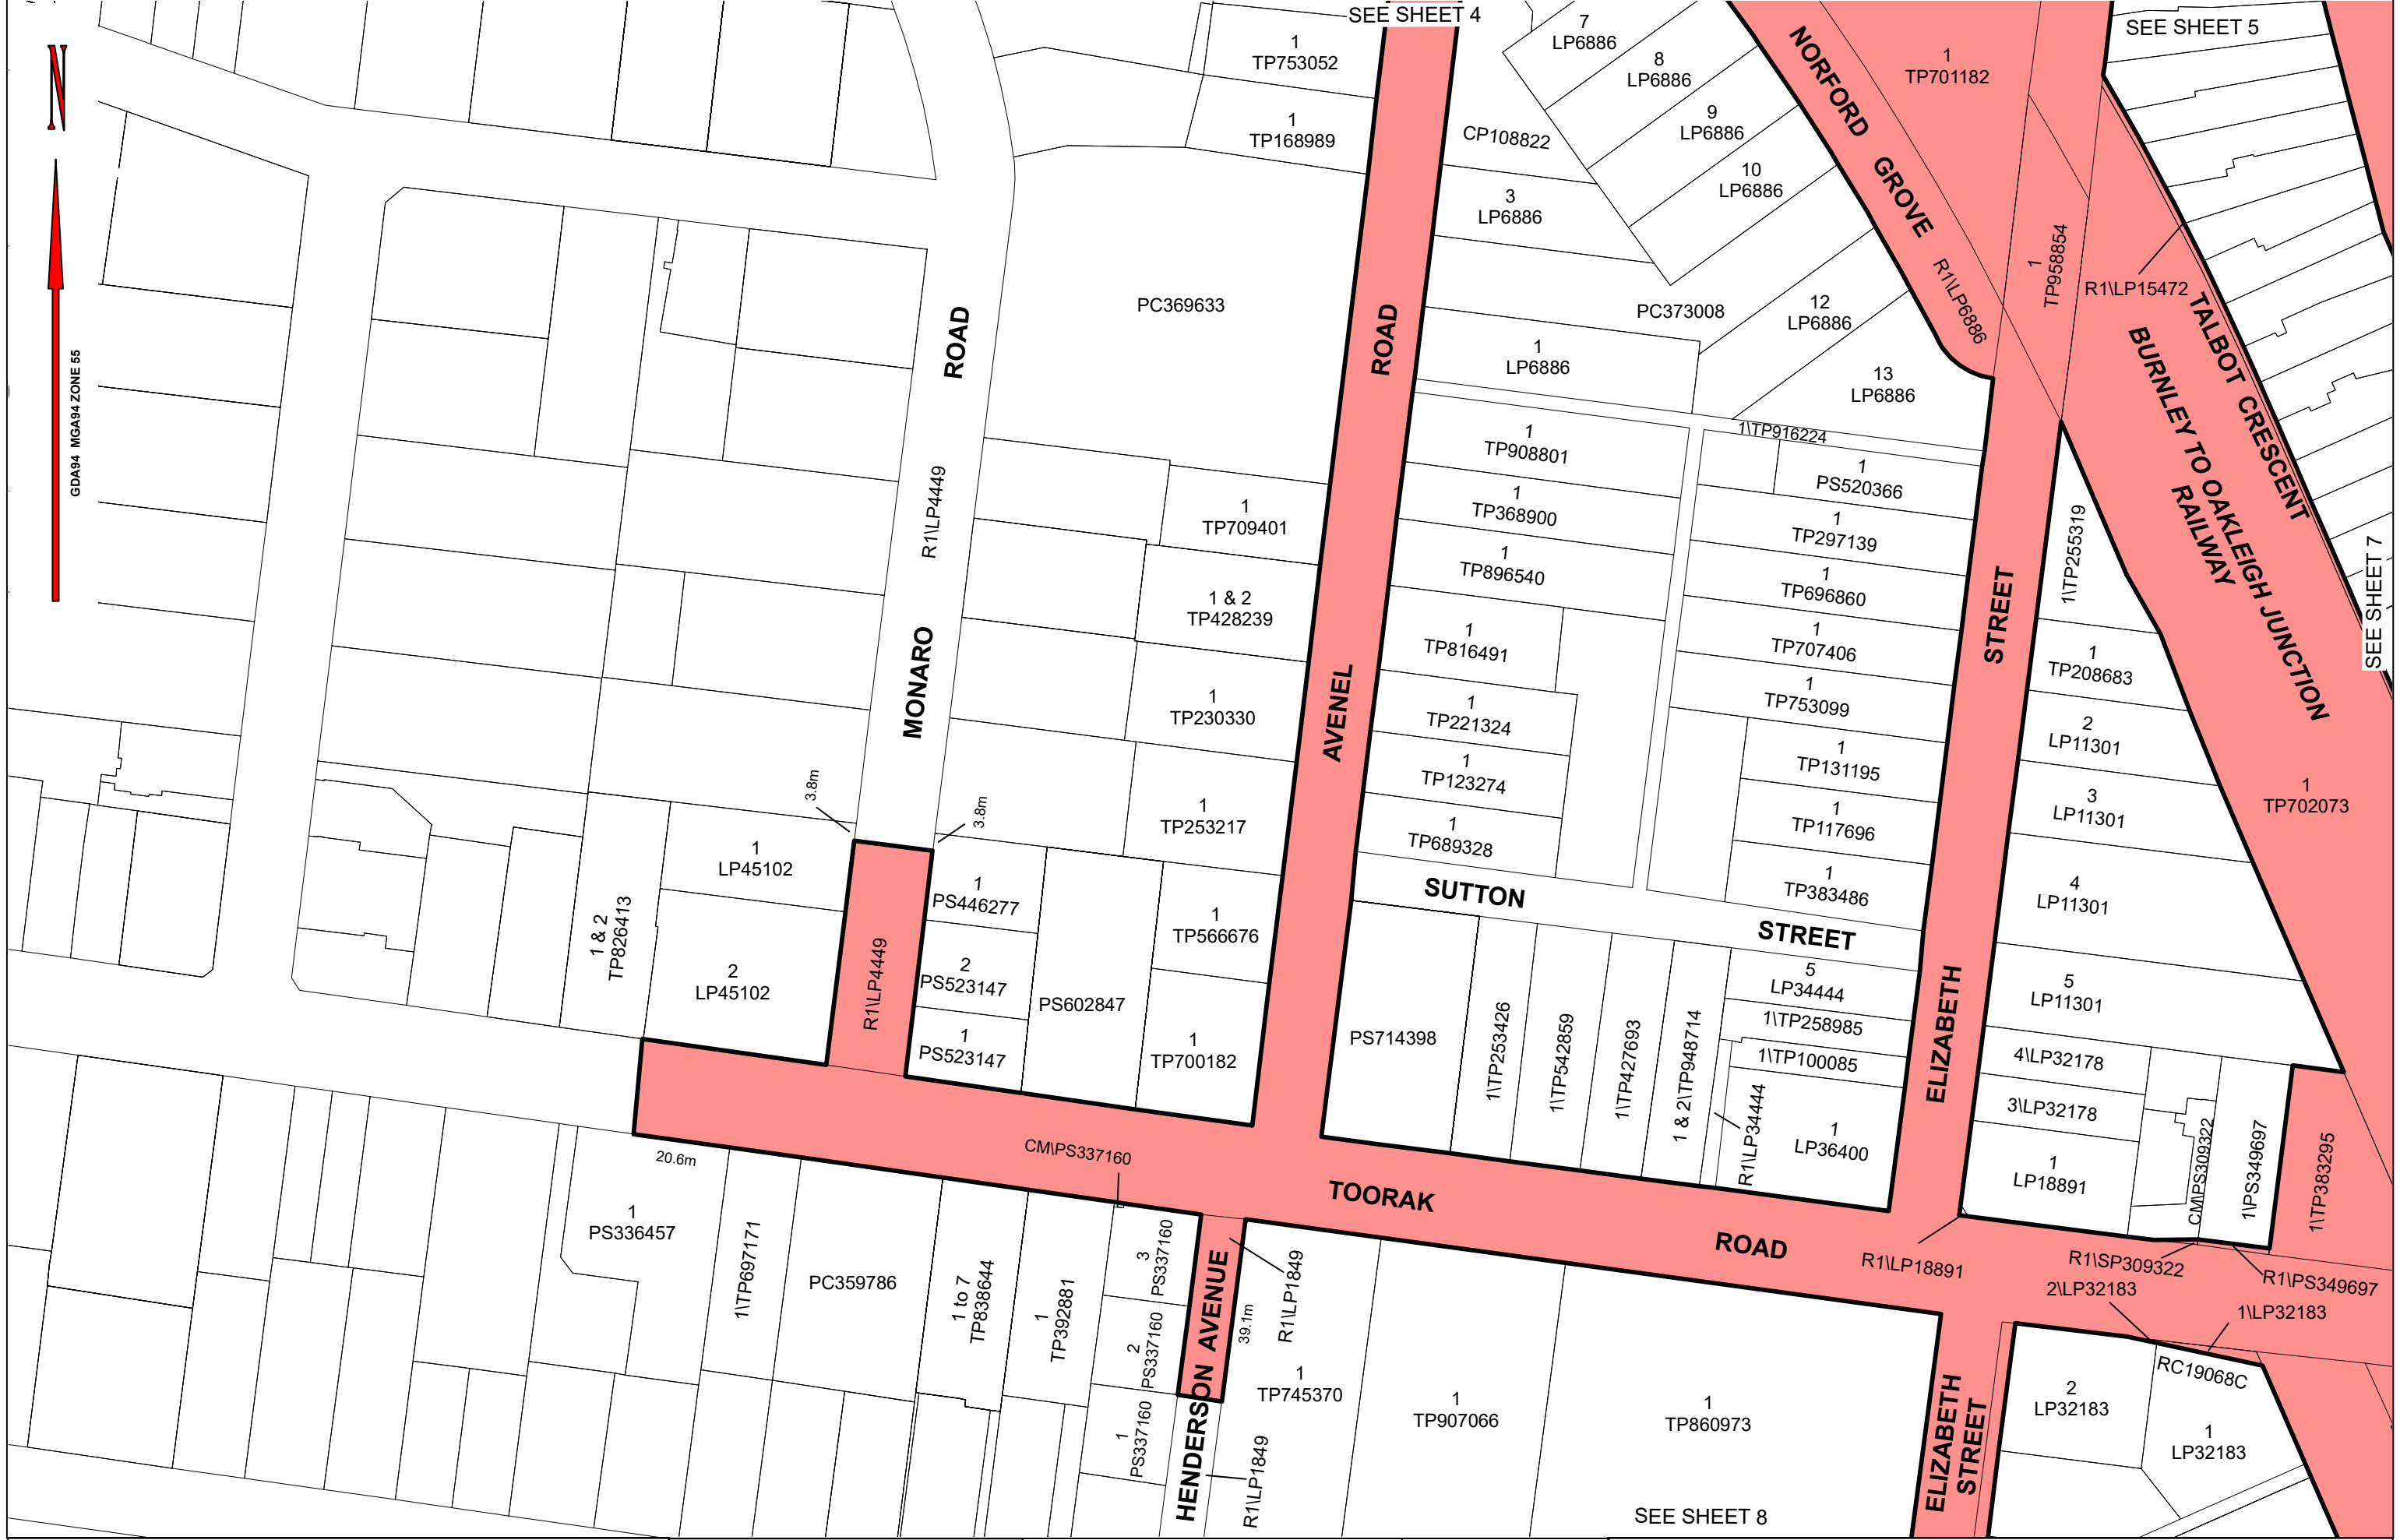 SEE SHEET 4
SEE SHEET 5
N
GDA94 MGA94 ZONE 55
1
TP753052
1
TP168989
7
LP6886
8
LP6886
9
LP6886
10
LP6886
CP108822
3
LP6886
NORFORD GROVE
R1\LP6886
1
TP701182
1
TP958854
R1\LP15472
TALBOT CRESCENT
BURNLEY TO OAKLEIGH JUNCTION
RAILWAY
SEE SHEET 7
PC369633
PC373008
12
LP6886
1
LP6886
13
LP6886
1\TP916224
MONARO ROAD
R1\LP4449
AVENEL ROAD
1
TP908801
1
PS520366
1
TP709401
1
TP368900
1
TP297139
1
TP896540
1
TP696860
1 & 2
TP428239
1
TP816491
1
TP707406
1
TP230330
1
TP221324
1
TP753099
1
TP123274
1
TP131195
1
TP253217
1
TP689328
1
TP117696
1
TP383486
ELIZABETH STREET
1\TP255319
1
TP208683
2
LP11301
3
LP11301
1
TP702073
4
LP11301
5
LP11301
3.8m
3.8m
1
LP45102
2
LP45102
1 & 2
TP826413
R1\LP4449
1
PS446277
2
PS523147
1
PS523147
PS602847
1
TP566676
1
TP700182
SUTTON STREET
PS714398
1\TP253426
1\TP542859
1\TP427693
1 & 2\TP948714
5
LP34444
1\TP258985
1\TP100085
R1\LP34444
1
LP36400
4\LP32178
3\LP32178
1
LP18891
CM\PS309322
1\PS349697
1\TP383295
20.6m
CM\PS337160
TOORAK ROAD
R1\LP18891
R1\SP309322
R1\PS349697
2\LP32183
1\LP32183
1
PS336457
1\TP697171
PC359786
1 to 7
TP838644
1
TP392881
3
PS337160
2
PS337160
1
PS337160
HENDERSON AVENUE
39.1m
R1\LP1849
R1\LP1849
1
TP745370
1
TP907066
1
TP860973
SEE SHEET 8
ELIZABETH
STREET
2
LP32183
RC19068C
1
LP32183